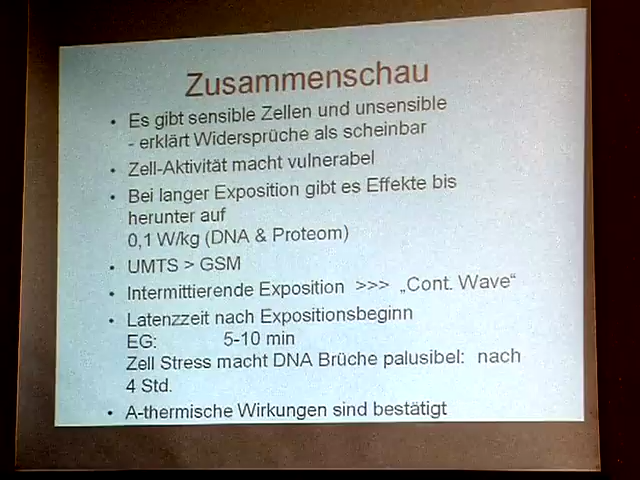 Zusammenschau
• Es gibt sensible Zellen und unsensible
- erklärt Widersprüche als scheinbar
• Zell-Aktivität macht vulnerabel
• Bei langer Exposition gibt es Effekte bis
herunter auf
0,1 W/kg (DNA & Proteom)
• UMTS > GSM
• Intermittierende Exposition >>> „Cont. Wave“
• Latenzzeit nach Expositionsbeginn
EG: 5-10 min
Zell Stress macht DNA Brüche palusibel: nach
4 Std.
• A-thermische Wirkungen sind bestätigt